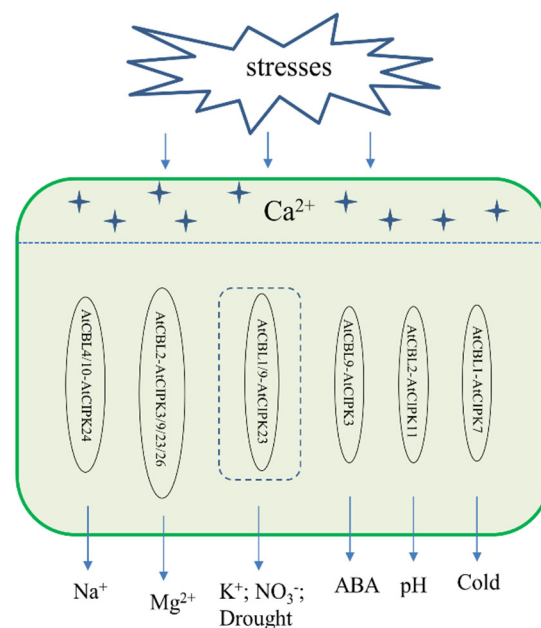 stresses
Ca²⁺
AtCBL4/10-AtCIPK24
AtCBL2-AtCIPK3/9/23/26
AtCBL1/9-AtCIPK23
AtCBL9-AtCIPK3
AtCBL2-AtCIPK11
AtCBL1-AtCIPK7
Na⁺
Mg²⁺
K⁺; NO₃⁻;
Drought
ABA
pH
Cold